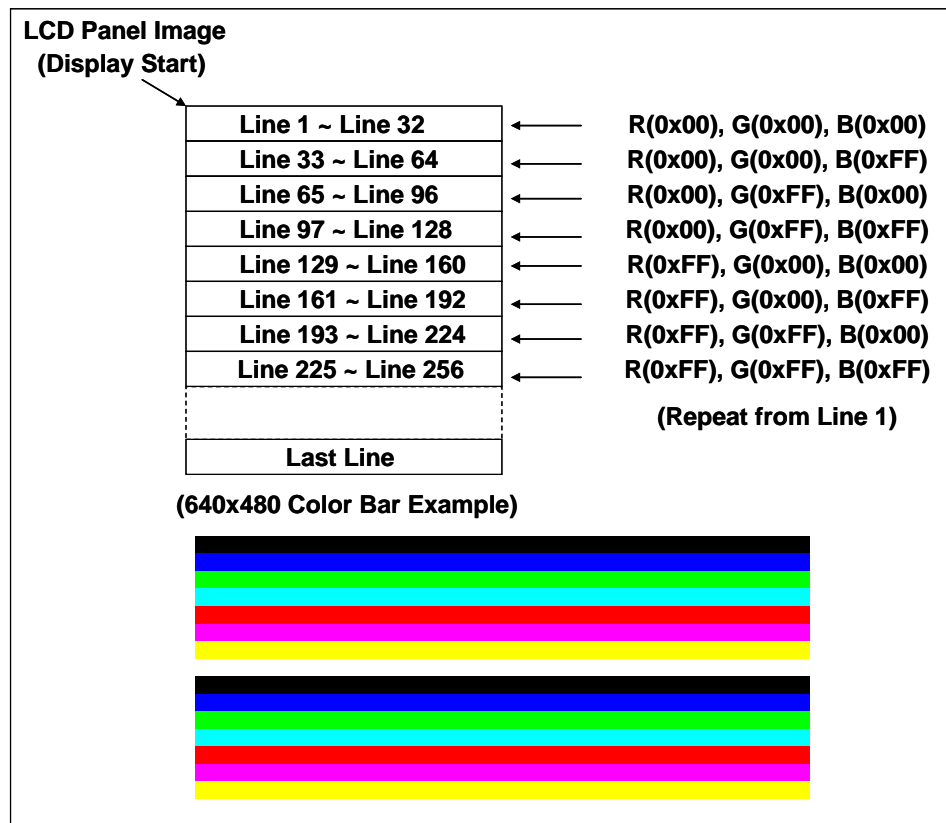 LCD Panel Image
(Display Start)
Line 1 ~ Line 32 R(0x00), G(0x00), B(0x00)
Line 33 ~ Line 64 R(0x00), G(0x00), B(0xFF)
Line 65 ~ Line 96 R(0x00), G(0xFF), B(0x00)
Line 97 ~ Line 128 R(0x00), G(0xFF), B(0xFF)
Line 129 ~ Line 160 R(0xFF), G(0x00), B(0x00)
Line 161 ~ Line 192 R(0xFF), G(0x00), B(0xFF)
Line 193 ~ Line 224 R(0xFF), G(0xFF), B(0x00)
Line 225 ~ Line 256 R(0xFF), G(0xFF), B(0xFF)
(Repeat from Line 1)
Last Line
(640x480 Color Bar Example)